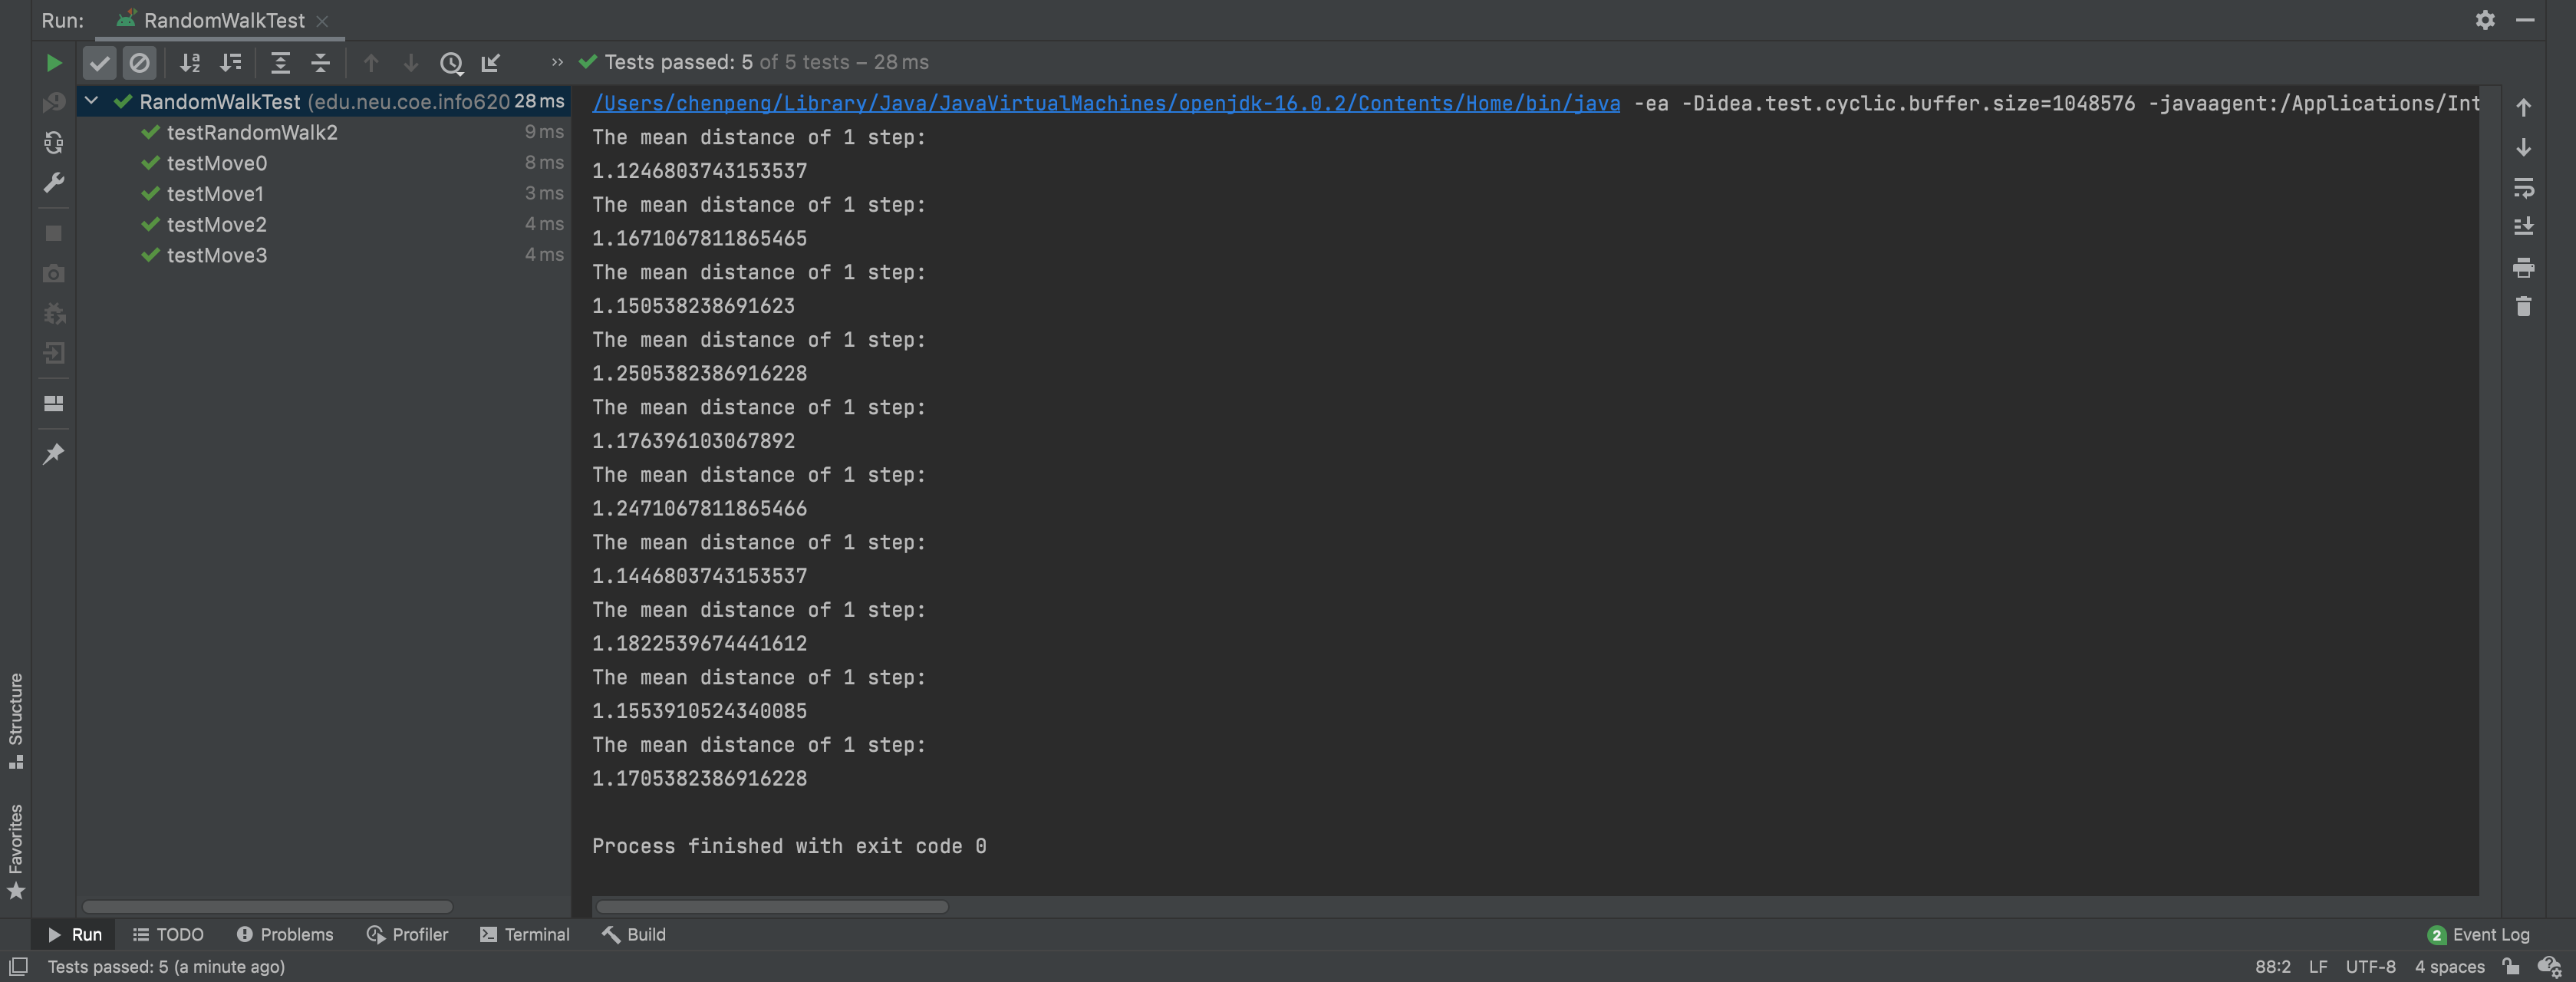 Run: RandomWalkTest
Tests passed: 5 of 5 tests – 28 ms
RandomWalkTest (edu.neu.coe.info620 28 ms
testRandomWalk2 9 ms
testMove0 8 ms
testMove1 3 ms
testMove2 4 ms
testMove3 4 ms
/Users/chenpeng/Library/Java/JavaVirtualMachines/openjdk-16.0.2/Contents/Home/bin/java -ea -Didea.test.cyclic.buffer.size=1048576 -javaagent:/Applications/Int
The mean distance of 1 step:
1.1246803743153537
The mean distance of 1 step:
1.1671067811865465
The mean distance of 1 step:
1.150538238691623
The mean distance of 1 step:
1.2505382386916228
The mean distance of 1 step:
1.176396103067892
The mean distance of 1 step:
1.2471067811865466
The mean distance of 1 step:
1.1446803743153537
The mean distance of 1 step:
1.1822539674441612
The mean distance of 1 step:
1.1553910524340085
The mean distance of 1 step:
1.1705382386916228
Process finished with exit code 0
Structure
Favorites
Run TODO Problems Profiler Terminal Build 2 Event Log
Tests passed: 5 (a minute ago) 88:2 LF UTF-8 4 spaces